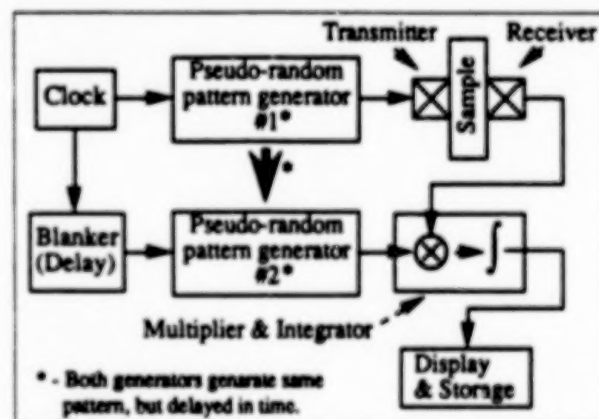 Transmitter
Receiver
Clock
Pseudo-random
pattern generator
#1*
Sample
*
Blanker
(Delay)
Pseudo-random
pattern generator
#2*
∫
Multiplier & Integrator
Display
& Storage
* - Both generators genarate same
pattern, but delayed in time.